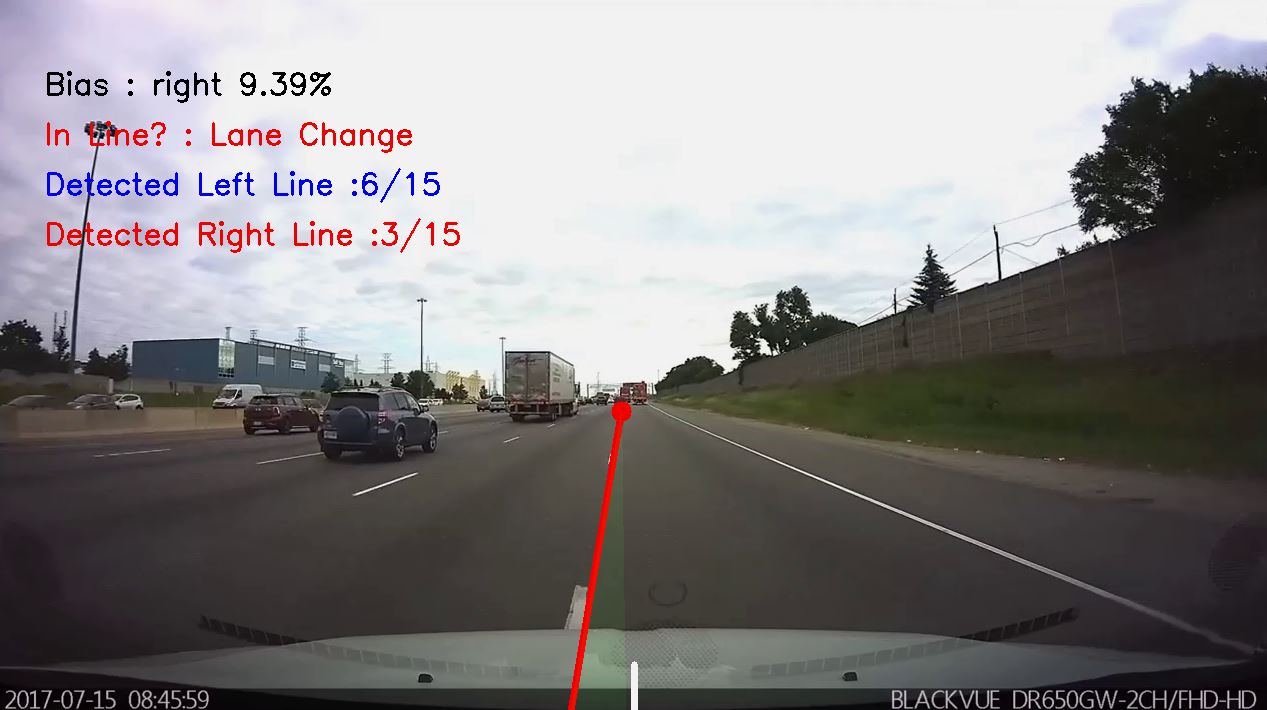 Bias : right 9.39%
In Line? : Lane Change
Detected Left Line :6/15
Detected Right Line :3/15
2017-07-15 08:45:59
BLACKVUE DR650GW-2CH/FHD-HD